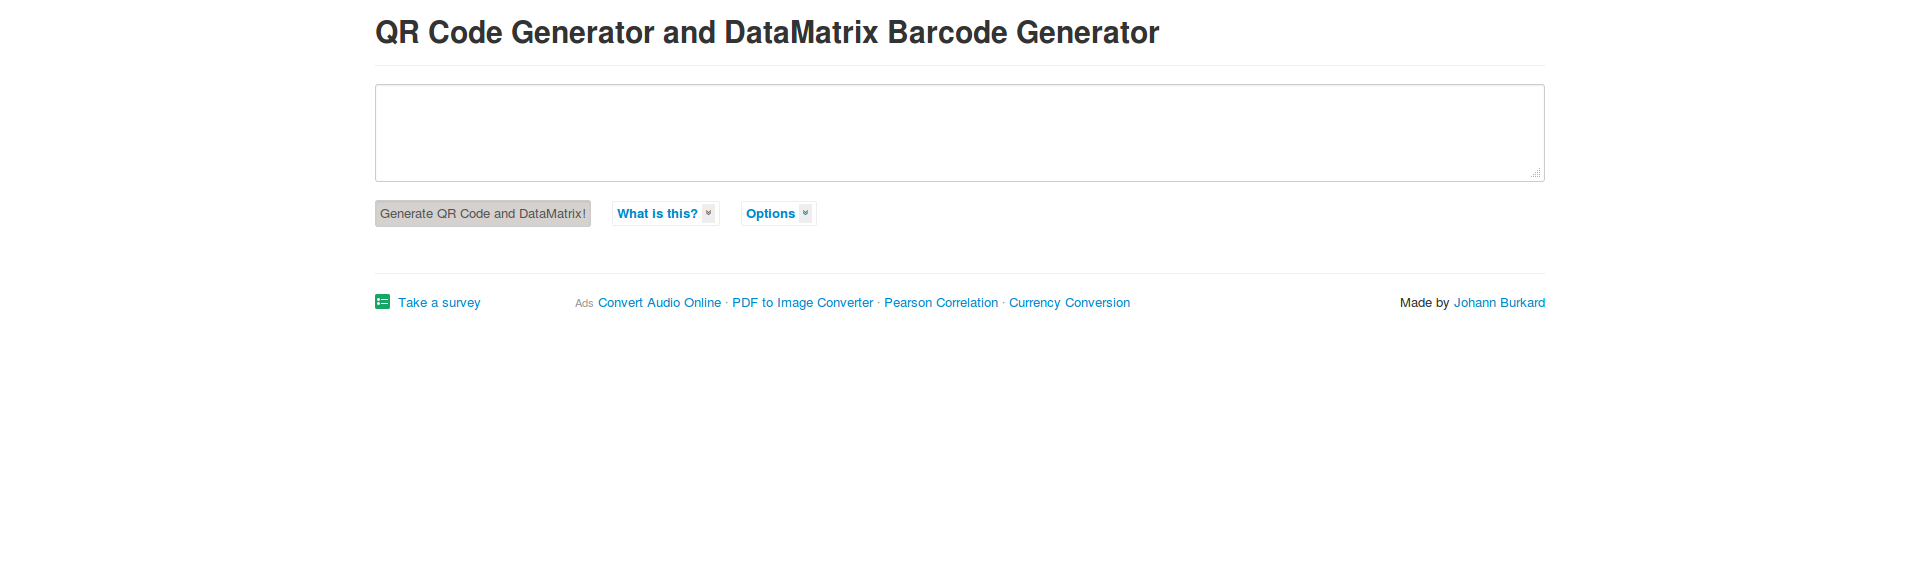 QR Code Generator and DataMatrix Barcode Generator
Generate QR Code and DataMatrix! What is this? Options
Take a survey Ads Convert Audio Online · PDF to Image Converter · Pearson Correlation · Currency Conversion Made by Johann Burkard